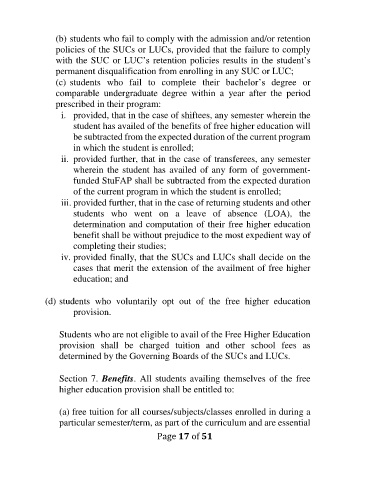 (b) students who fail to comply with the admission and/or retention
policies of the SUCs or LUCs, provided that the failure to comply
with the SUC or LUC's retention policies results in the student's
permanent disqualification from enrolling in any SUC or LUC;
(c) students who fail to complete their bachelor's degree or
comparable undergraduate degree within a year after the period
prescribed in their program:
i. provided, that in the case of shiftees, any semester wherein the
student has availed of the benefits of free higher education will
be subtracted from the expected duration of the current program
in which the student is enrolled;
ii. provided further, that in the case of transferees, any semester
wherein the student has availed of any form of government-
funded StuFAP shall be subtracted from the expected duration
of the current program in which the student is enrolled;
iii. provided further, that in the case of returning students and other
students who went on a leave of absence (LOA), the
determination and computation of their free higher education
benefit shall be without prejudice to the most expedient way of
completing their studies;
iv. provided finally, that the SUCs and LUCs shall decide on the
cases that merit the extension of the availment of free higher
education; and
(d) students who voluntarily opt out of the free higher education
provision.
Students who are not eligible to avail of the Free Higher Education
provision shall be charged tuition and other school fees as
determined by the Governing Boards of the SUCs and LUCs.
Section 7. Benefits. All students availing themselves of the free
higher education provision shall be entitled to:
(a) free tuition for all courses/subjects/classes enrolled in during a
particular semester/term, as part of the curriculum and are essential
Page 17 of 51